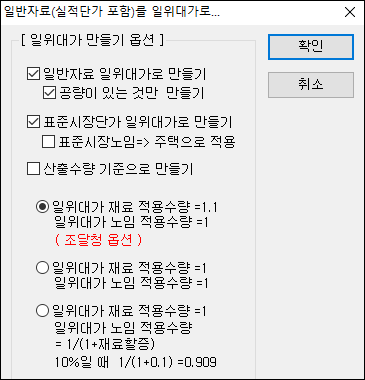 일반자료(실적단가 포함)를 일위대가로...
[ 일위대가 만들기 옵션 ]
확인
취소
일반자료 일위대가로 만들기
공량이 있는것만 만들기
표준시장단가 일위대가로 만들기
표준시장노임=> 주택으로 적용
산출수량 기준으로 만들기
일위대가 재료 적용수량 =1.1
일위대가 노임 적용수량 =1
( 조달청 옵션 )
일위대가 재료 적용수량 =1
일위대가 노임 적용수량 =1
일위대가 재료 적용수량 =1
일위대가 노임 적용수량
= 1/(1+재료할증)
10%일 때 1/(1+0.1) =0.909